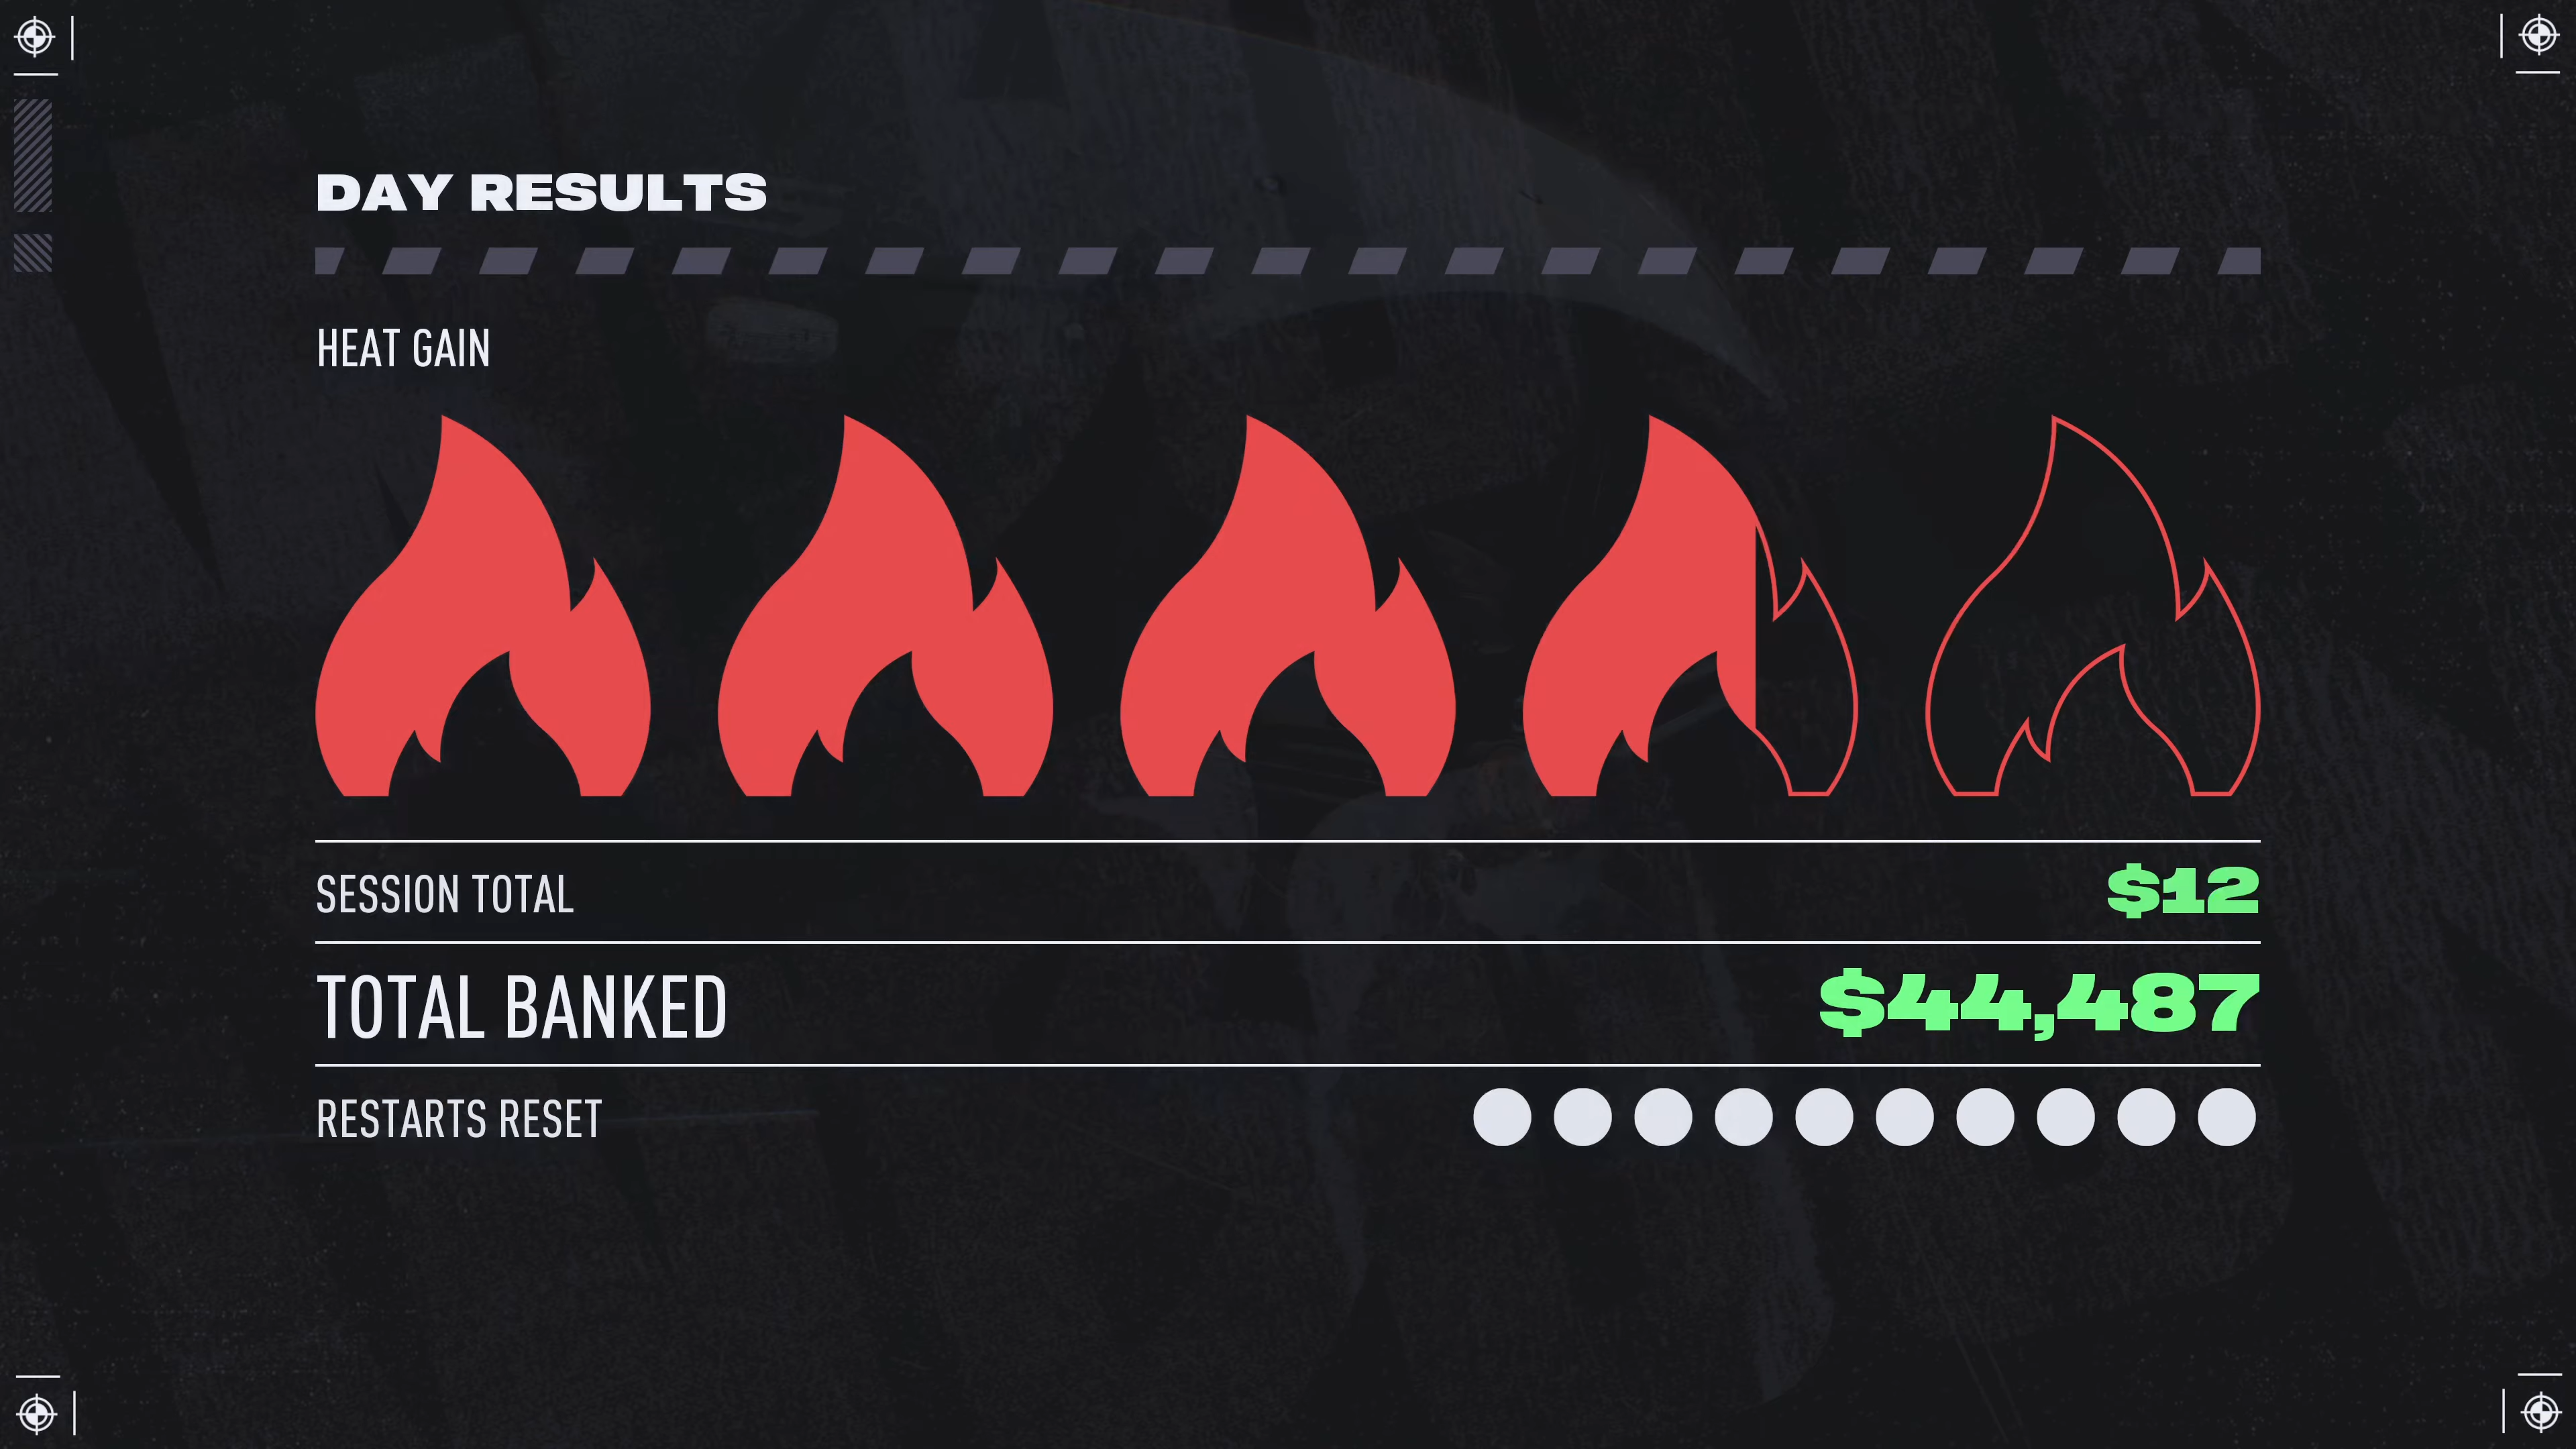 DAY RESULTS
HEAT GAIN
SESSION TOTAL $12
TOTAL BANKED $44,487
RESTARTS RESET